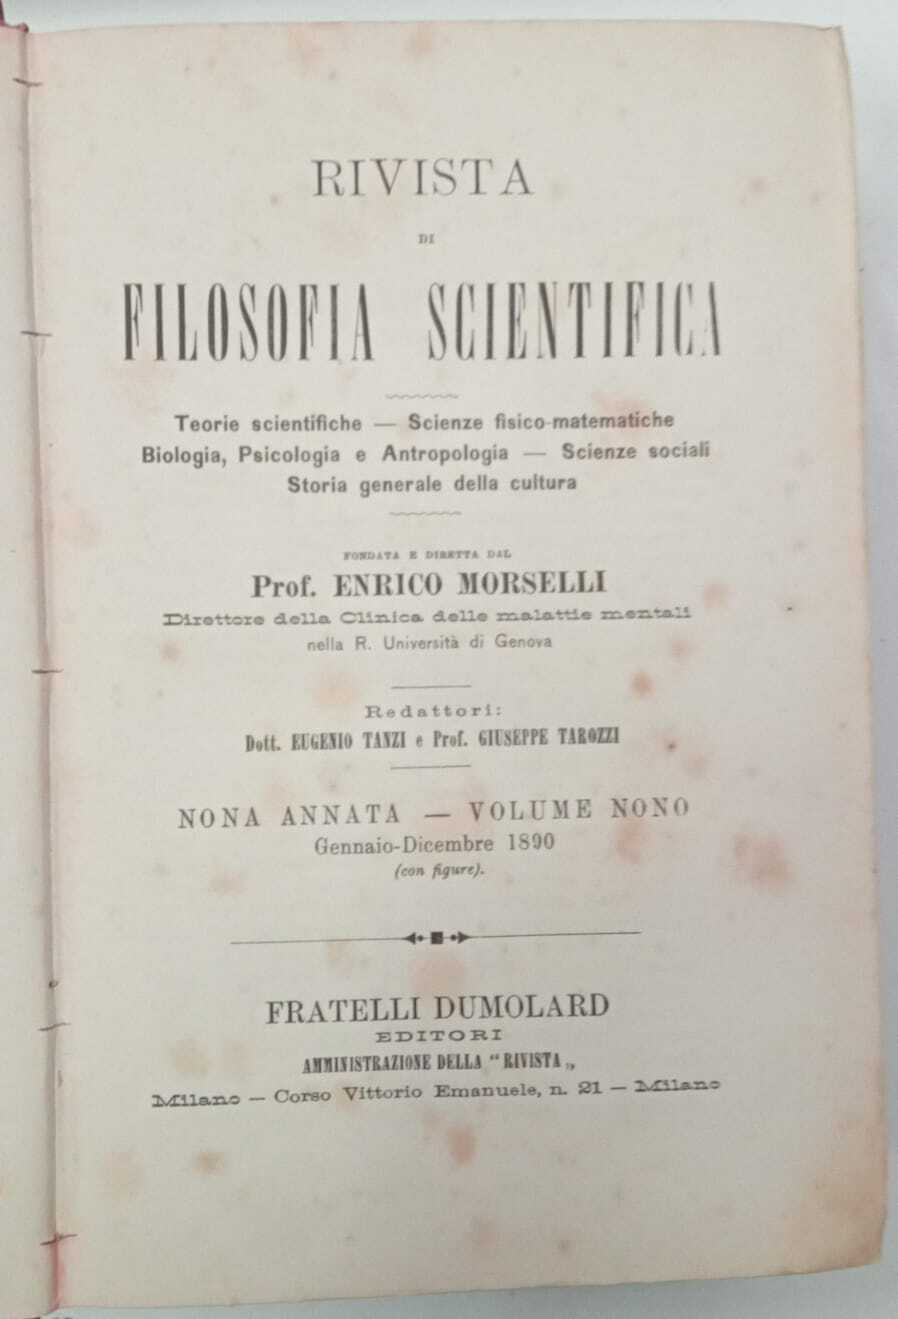 RIVISTA
DI
FILOSOFIA SCIENTIFICA
Teorie scientifiche — Scienze fisico-matematiche
Biologia, Psicologia e Antropologia — Scienze sociali
Storia generale della cultura
FONDATA E DIRETTA DAL
Prof. ENRICO MORSELLI
Direttore della Clinica delle malattie mentali
nella R. Università di Genova
Redattori:
Dott. EUGENIO TANZI e Prof. GIUSEPPE TAROZZI
NONA ANNATA — VOLUME NONO
Gennaio-Dicembre 1890
(con figure).
FRATELLI DUMOLARD
EDITORI
AMMINISTRAZIONE DELLA “ RIVISTA „
Milano — Corso Vittorio Emanuele, n. 21 — Milano